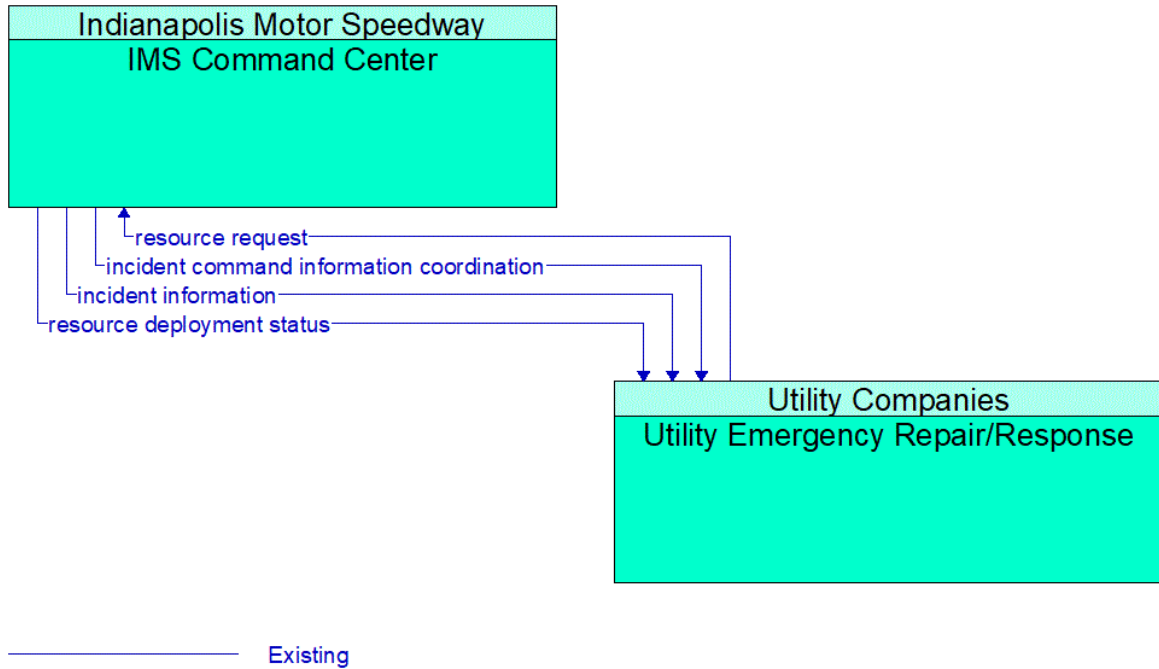 Indianapolis Motor Speedway
IMS Command Center
resource request
incident command information coordination
incident information
resource deployment status
Utility Companies
Utility Emergency Repair/Response
Existing